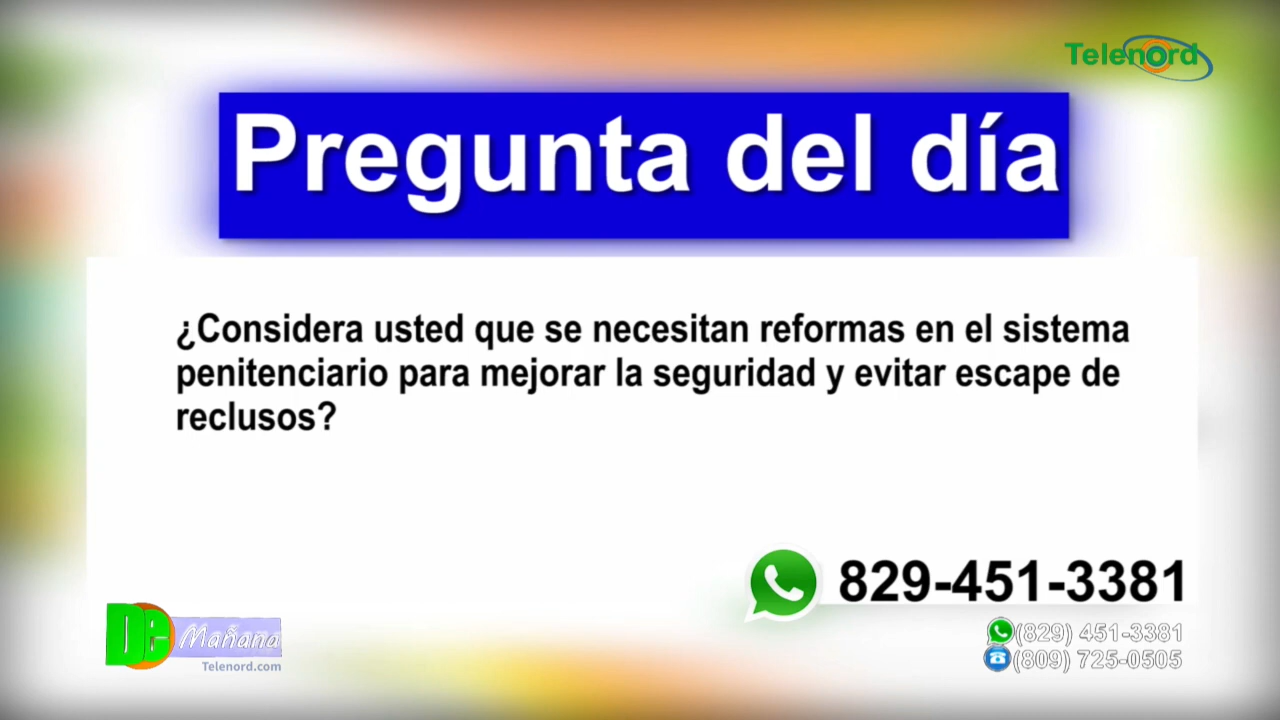 Telenord
Pregunta del día
¿Considera usted que se necesitan reformas en el sistema
penitenciario para mejorar la seguridad y evitar escape de
reclusos?
829-451-3381
De Mañana
Telenord.com
(829) 451-3381
(809) 725-0505